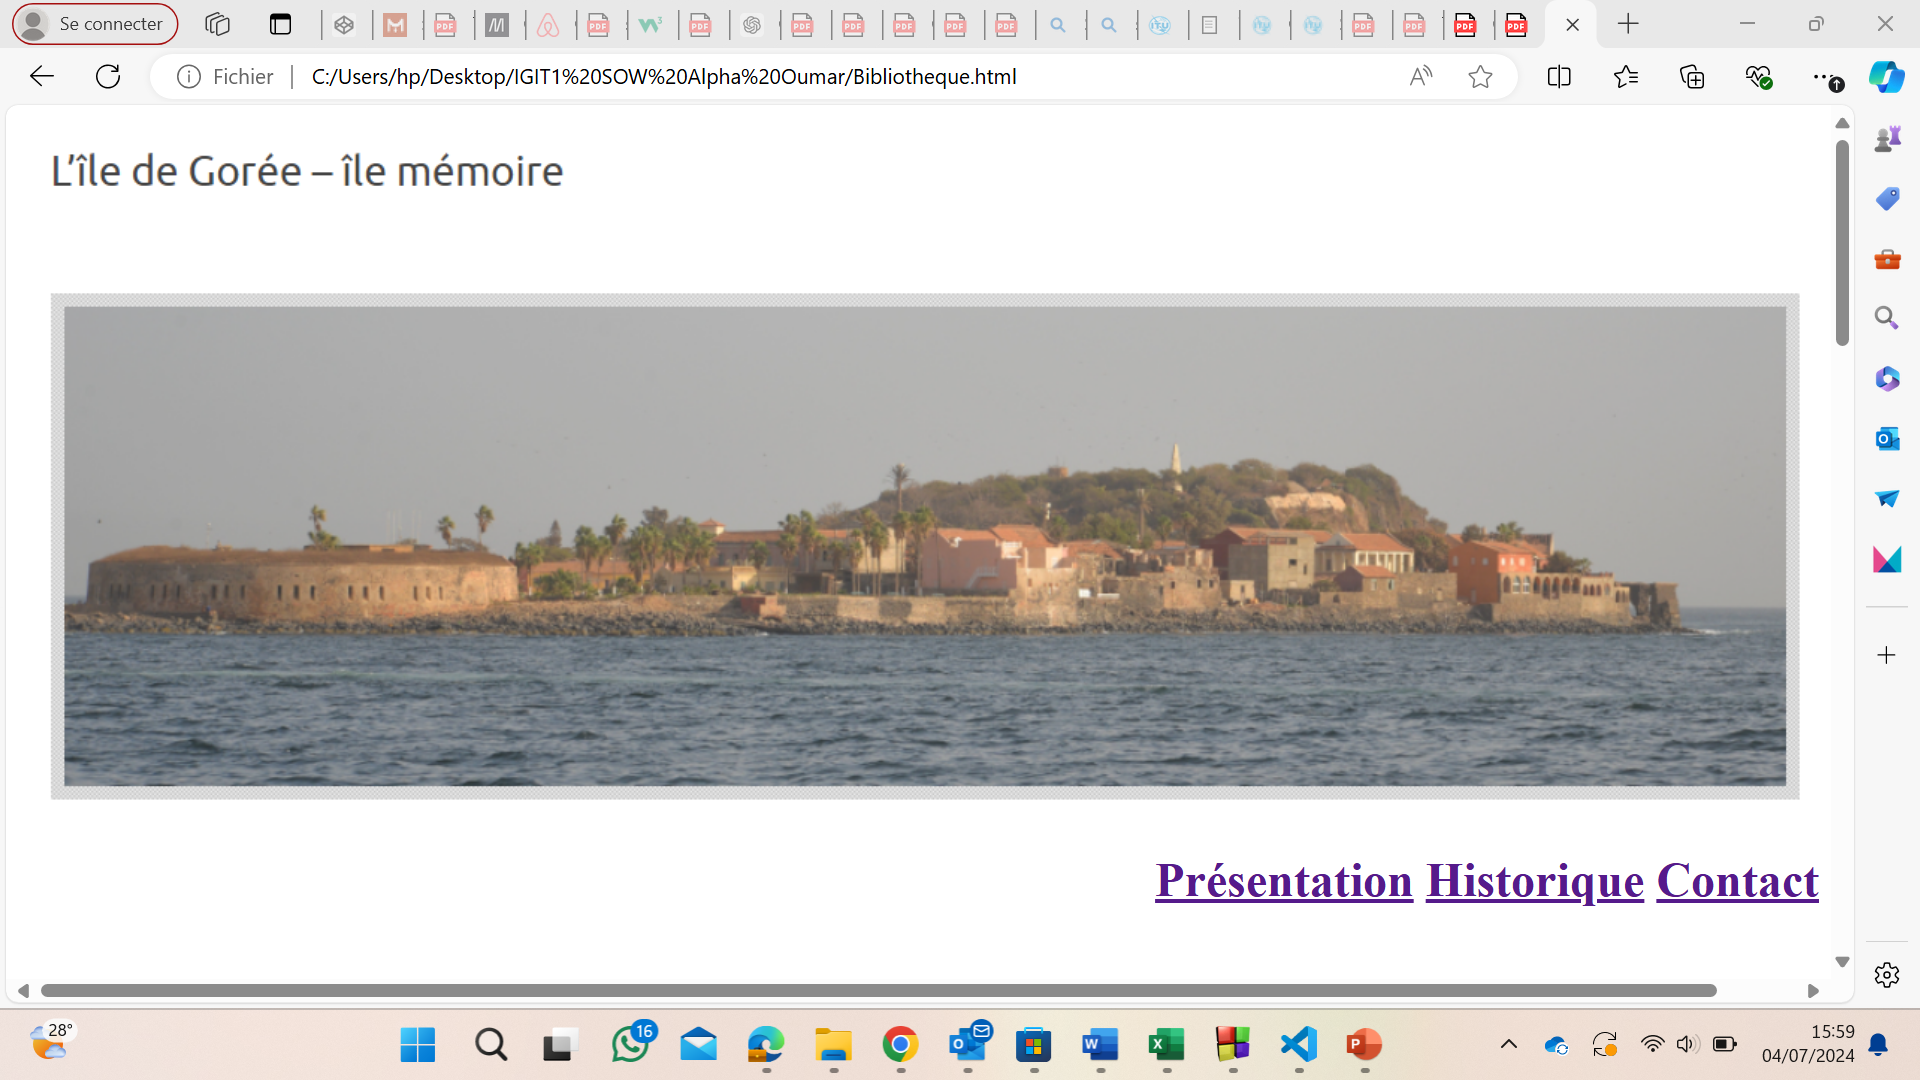 Se connecter
Fichier
C:/Users/hp/Desktop/IGIT1%20SOW%20Alpha%20Oumar/Bibliotheque.html
L’île de Gorée – île mémoire
Présentation Historique Contact
28°
16
15:59
04/07/2024